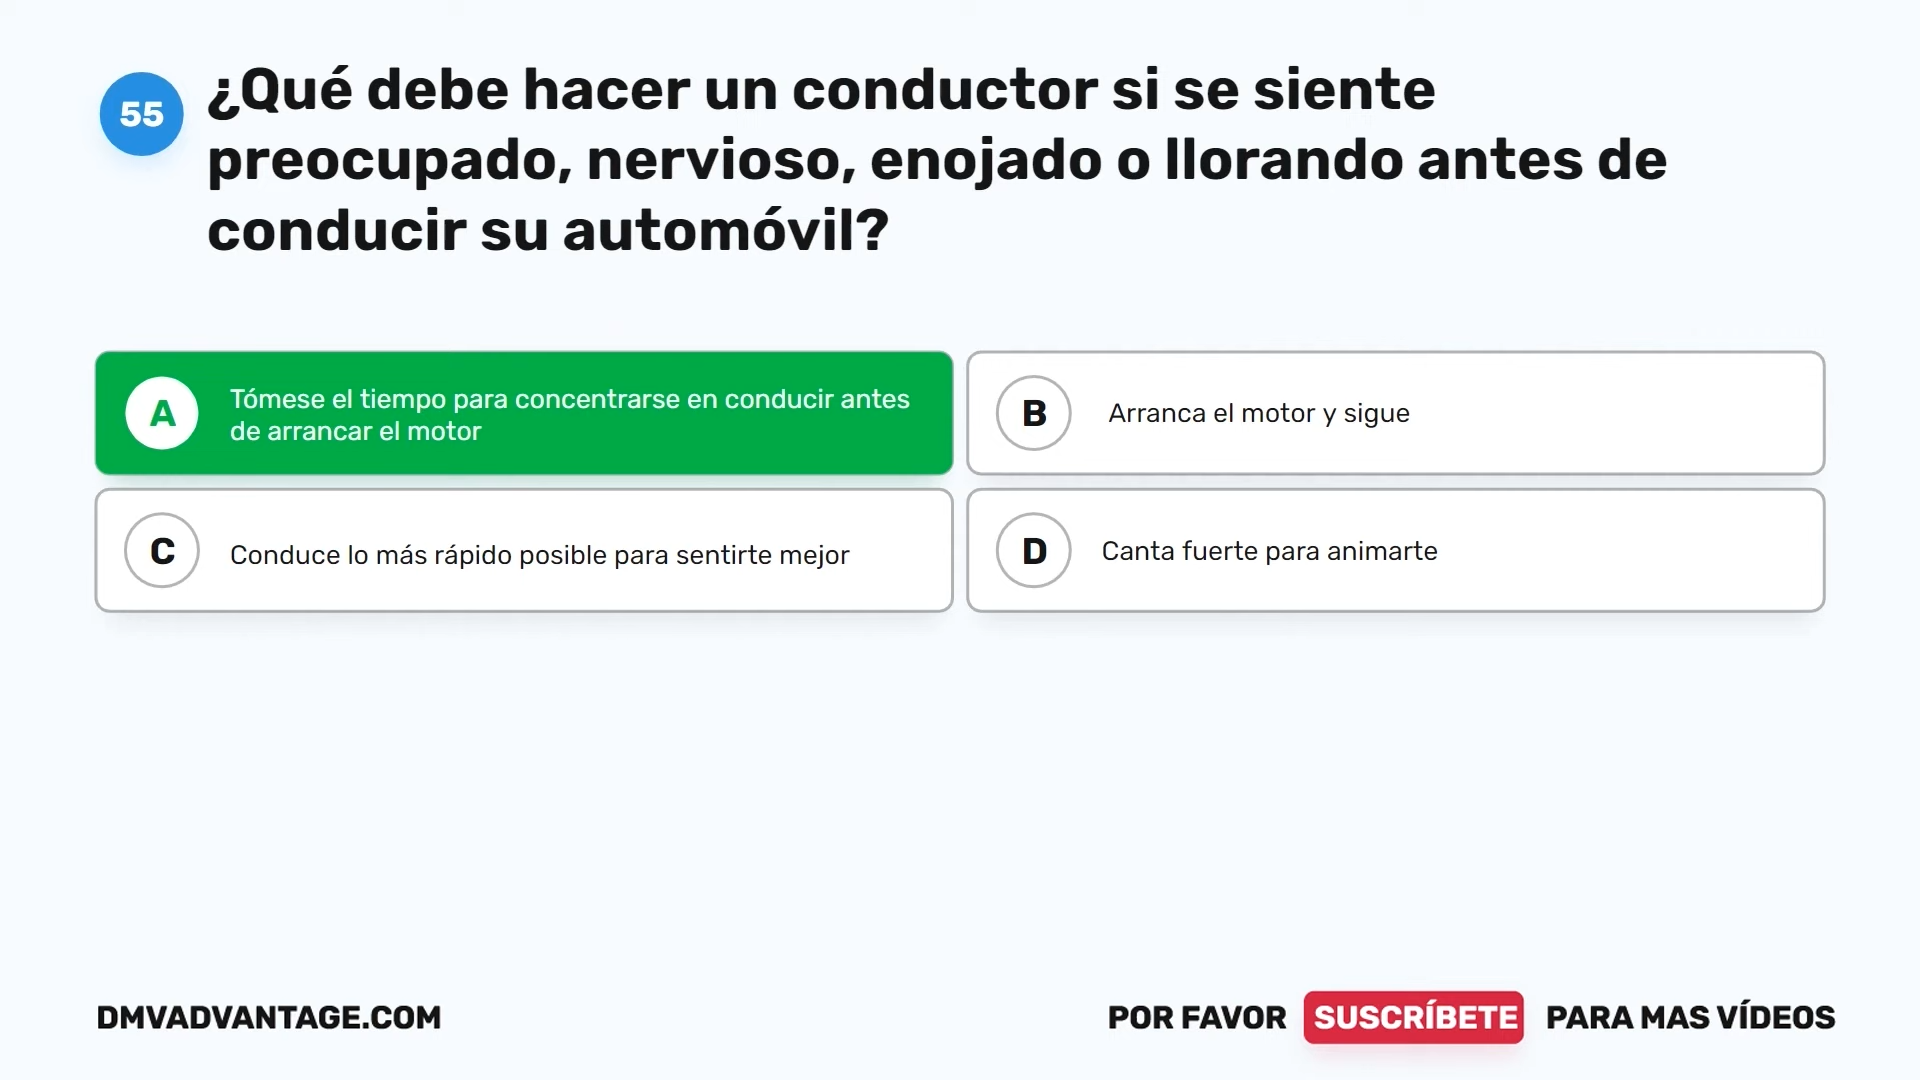 55
¿Qué debe hacer un conductor si se siente
preocupado, nervioso, enojado o llorando antes de
conducir su automóvil?
A
Tómese el tiempo para concentrarse en conducir antes
de arrancar el motor
B
Arranca el motor y sigue
C
Conduce lo más rápido posible para sentirte mejor
D
Canta fuerte para animarte
DMVADVANTAGE.COM
POR FAVOR SUSCRÍBETE PARA MAS VÍDEOS